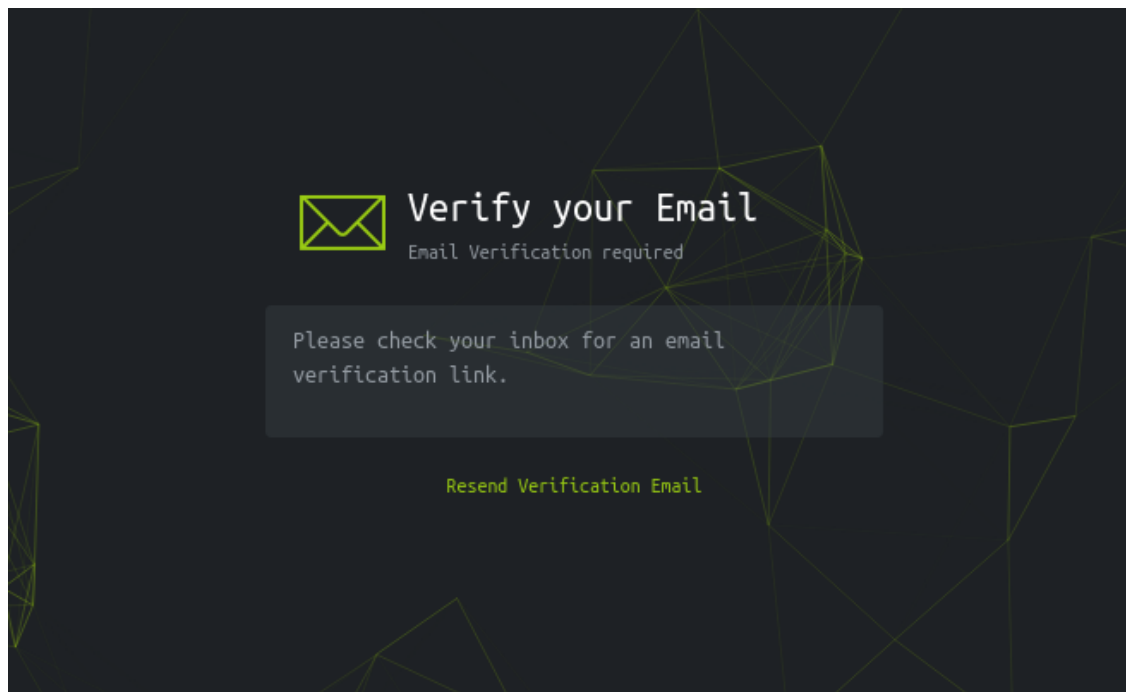 Verify your Email
Email Verification required
Please check your inbox for an email
verification link.
Resend Verification Email